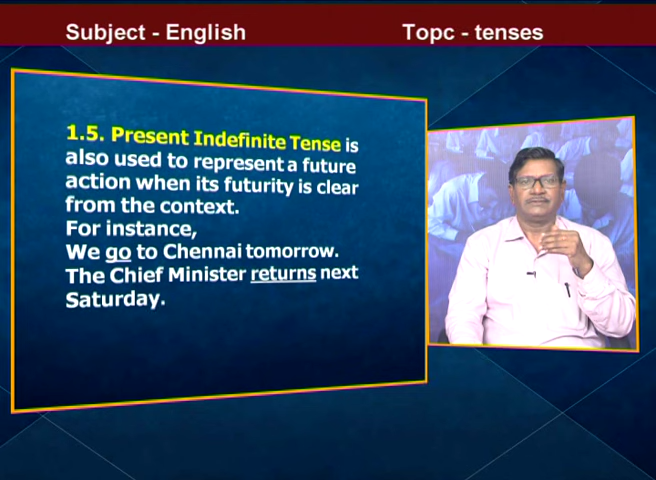 Subject - English
Topc - tenses
1.5. Present Indefinite Tense is
also used to represent a future
action when its futurity is clear
from the context.
For instance,
We go to Chennai tomorrow.
The Chief Minister returns next
Saturday.